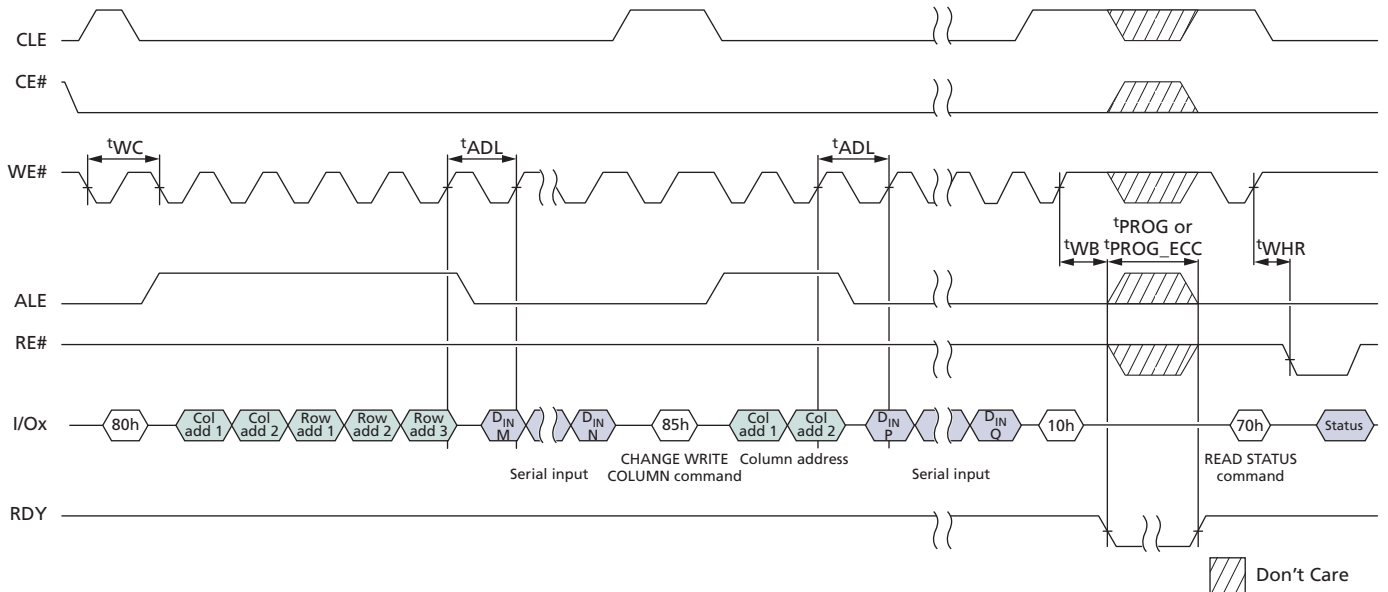 CLE
CE#
tWC
tADL
tADL
WE#
tPROG or
tWB
tPROG_ECC
tWHR
ALE
RE#
I/Ox
80h
Col add 1
Col add 2
Row add 1
Row add 2
Row add 3
DIN M
DIN N
85h
Col add 1
Col add 2
DIN P
DIN Q
10h
70h
Status
Serial input
CHANGE WRITE COLUMN command
Column address
Serial input
READ STATUS command
RDY
Don't Care